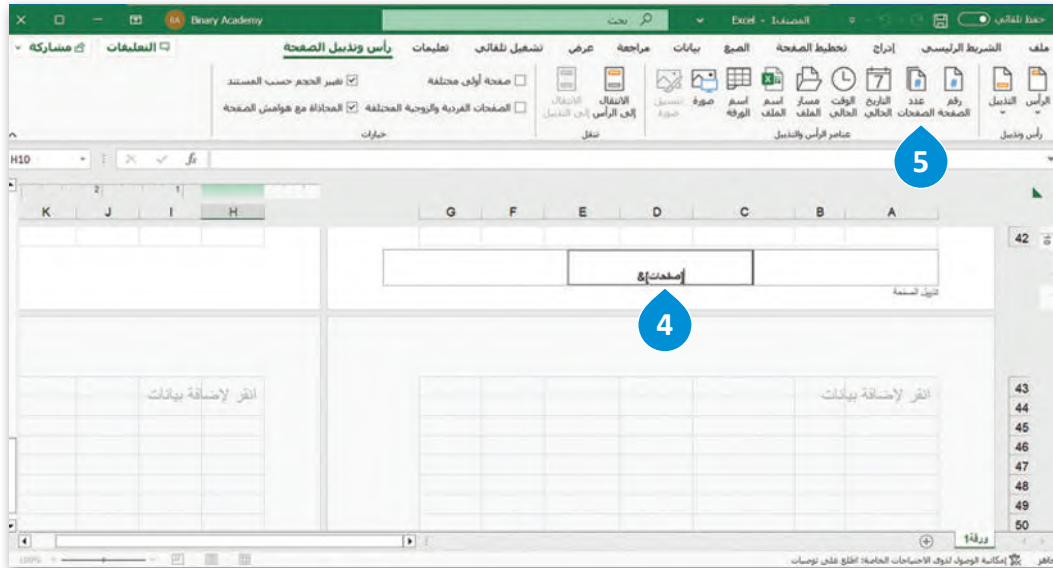 حفظ تلقائي المصنف1 - Excel بحث Binary Academy BA
ملف الشريط الرئيسي إدراج تخطيط الصفحة الصيغ بيانات مراجعة عرض تشغيل تلقائي تعليمات رأس وتذييل الصفحة التعليقات مشاركة
الرأس التذييل رقم الصفحة عدد الصفحات التاريخ الحالي الوقت الحالي مسار الملف اسم الملف اسم الورقة صورة تنسيق صورة الانتقال إلى الرأس الانتقال إلى التذييل
صفحة أولى مختلفة تغيير الحجم حسب المستند
الصفحات الفردية والزوجية المختلفة المحاذاة مع هوامش الصفحة
رأس وتذييل عناصر الرأس والتذييل تنقل خيارات
5
H10 fx
1 2
A B C D E F G H I J K
42
&[صفحات]
تذييل الصفحة
4
43 انقر لإضافة بيانات انقر لإضافة بيانات
44
45
46
47
48
49
50
ورقة1
إمكانية الوصول لذوي الاحتياجات الخاصة: اطلع على توصيات 100%